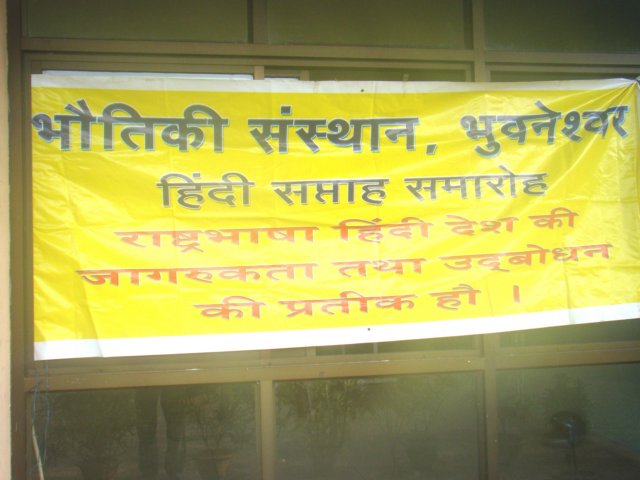 भौतिकी संस्थान, भुवनेश्वर
हिंदी सप्ताह समारोह
राष्ट्रभाषा हिंदी देश की
जागरुकता तथा उद्‌बोधन
की प्रतीक हौ ।